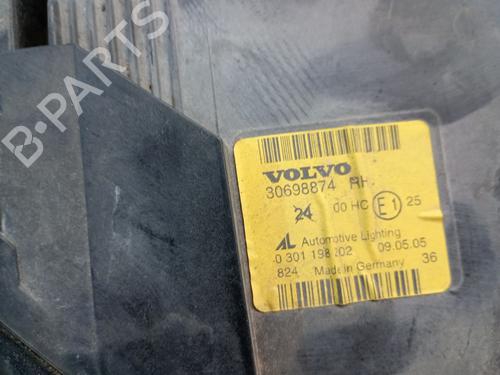 B-PARTS
VOLVO
30698874 RH
24 00 HC E1 25
AL Automotive Lighting
0 301 198 202 09.05.05
824 Made in Germany 36